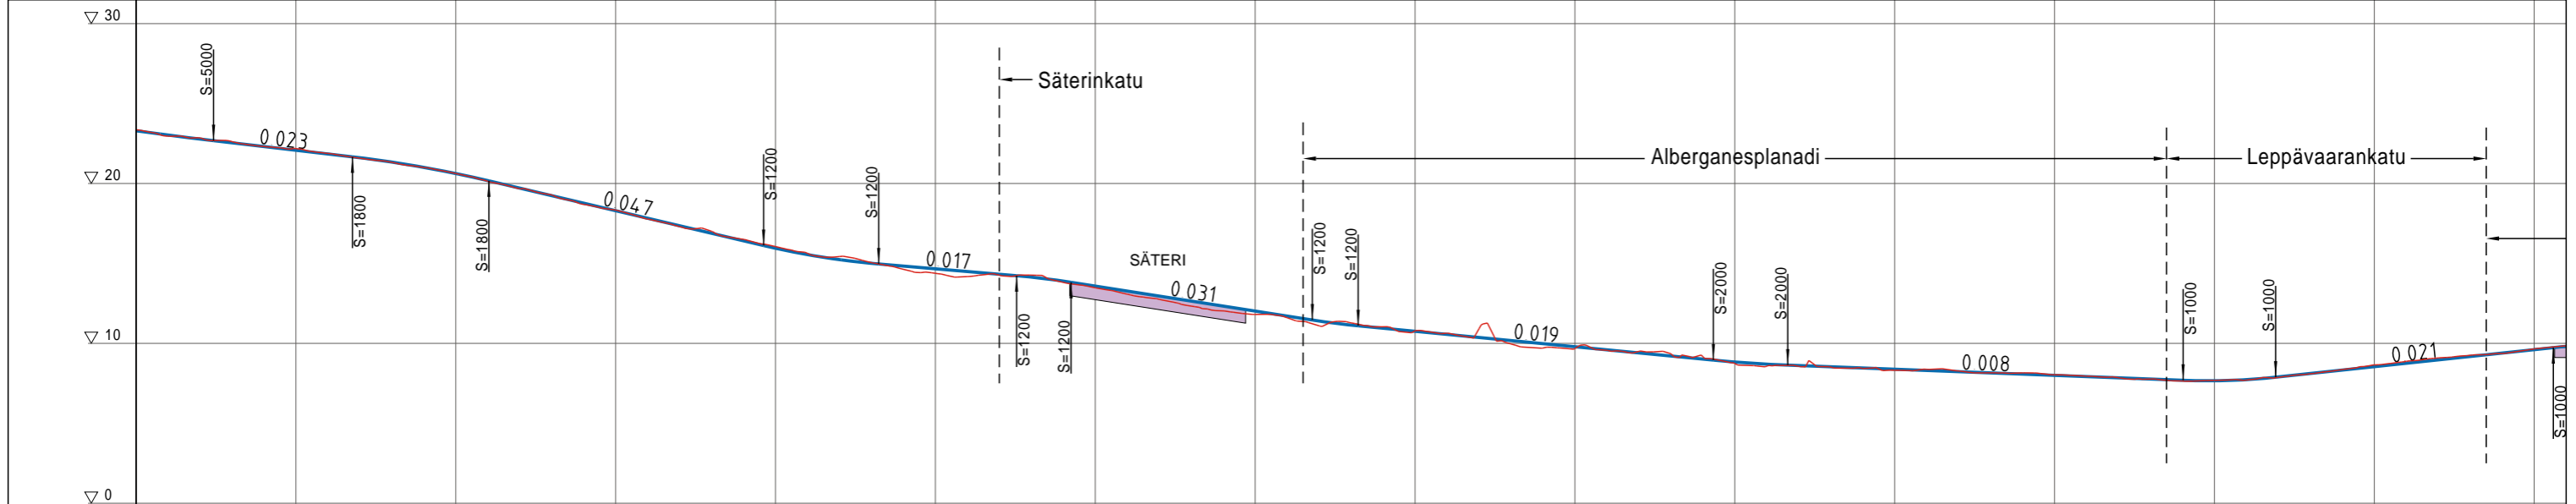 30
20
10
0
S=5000
0 023
S=1800
S=1800
0 047
S=1200
S=1200
0 017
Säterinkatu
S=1200
S=1200
SÄTERI
0 031
S=1200
S=1200
Alberganesplanadi
0 019
S=2000
S=2000
0 008
Leppävaarankatu
S=1000
S=1000
0 021
S=1000